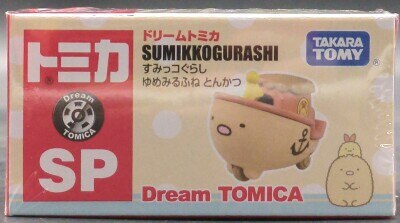 トミカ
Dream
TOMICA
SP
ドリームトミカ
SUMIKKOGURASHI
すみっコぐらし
ゆめみるふね とんかつ
TAKARA
TOMY
Dream TOMICA